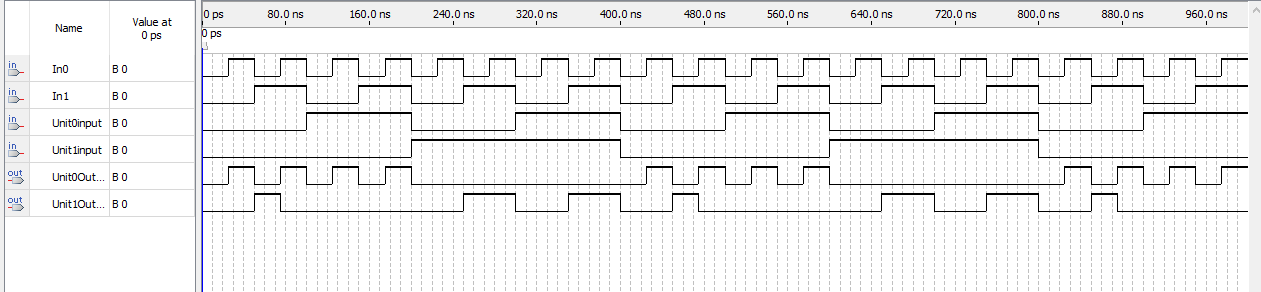 Name
Value at
0 ps
0 ps 80.0 ns 160.0 ns 240.0 ns 320.0 ns 400.0 ns 480.0 ns 560.0 ns 640.0 ns 720.0 ns 800.0 ns 880.0 ns 960.0 ns
0 ps
in In0 B 0
in In1 B 0
in Unit0input B 0
in Unit1input B 0
out Unit0Out... B 0
out Unit1Out... B 0